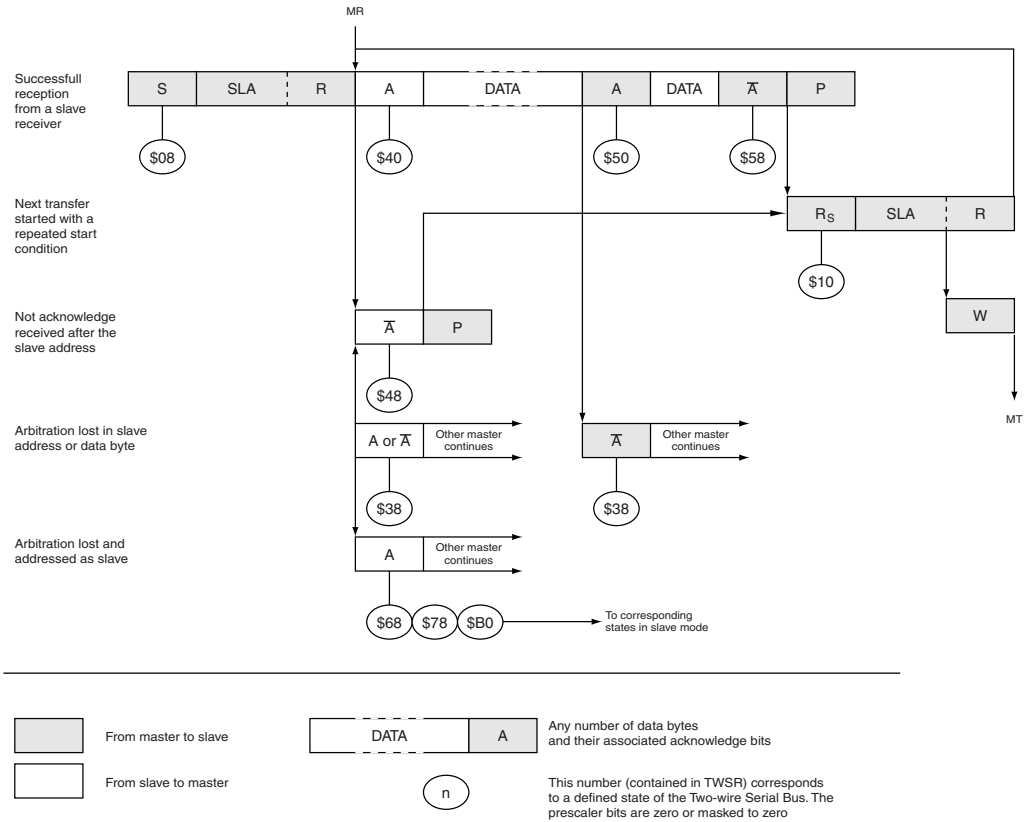 MR
Successfull
reception
from a slave
receiver
S SLA R A DATA A DATA A̅ P
$08 $40 $50 $58
Next transfer
started with a
repeated start
condition
RS SLA R
$10
Not acknowledge
received after the
slave address
A̅ P
W
$48
MT
Arbitration lost in slave
address or data byte
A or A̅ Other master
continues
A̅ Other master
continues
$38 $38
Arbitration lost and
addressed as slave
A Other master
continues
$68 $78 $B0
To corresponding
states in slave mode
From master to slave
DATA A
Any number of data bytes
and their associated acknowledge bits
From slave to master
n
This number (contained in TWSR) corresponds
to a defined state of the Two-wire Serial Bus. The
prescaler bits are zero or masked to zero